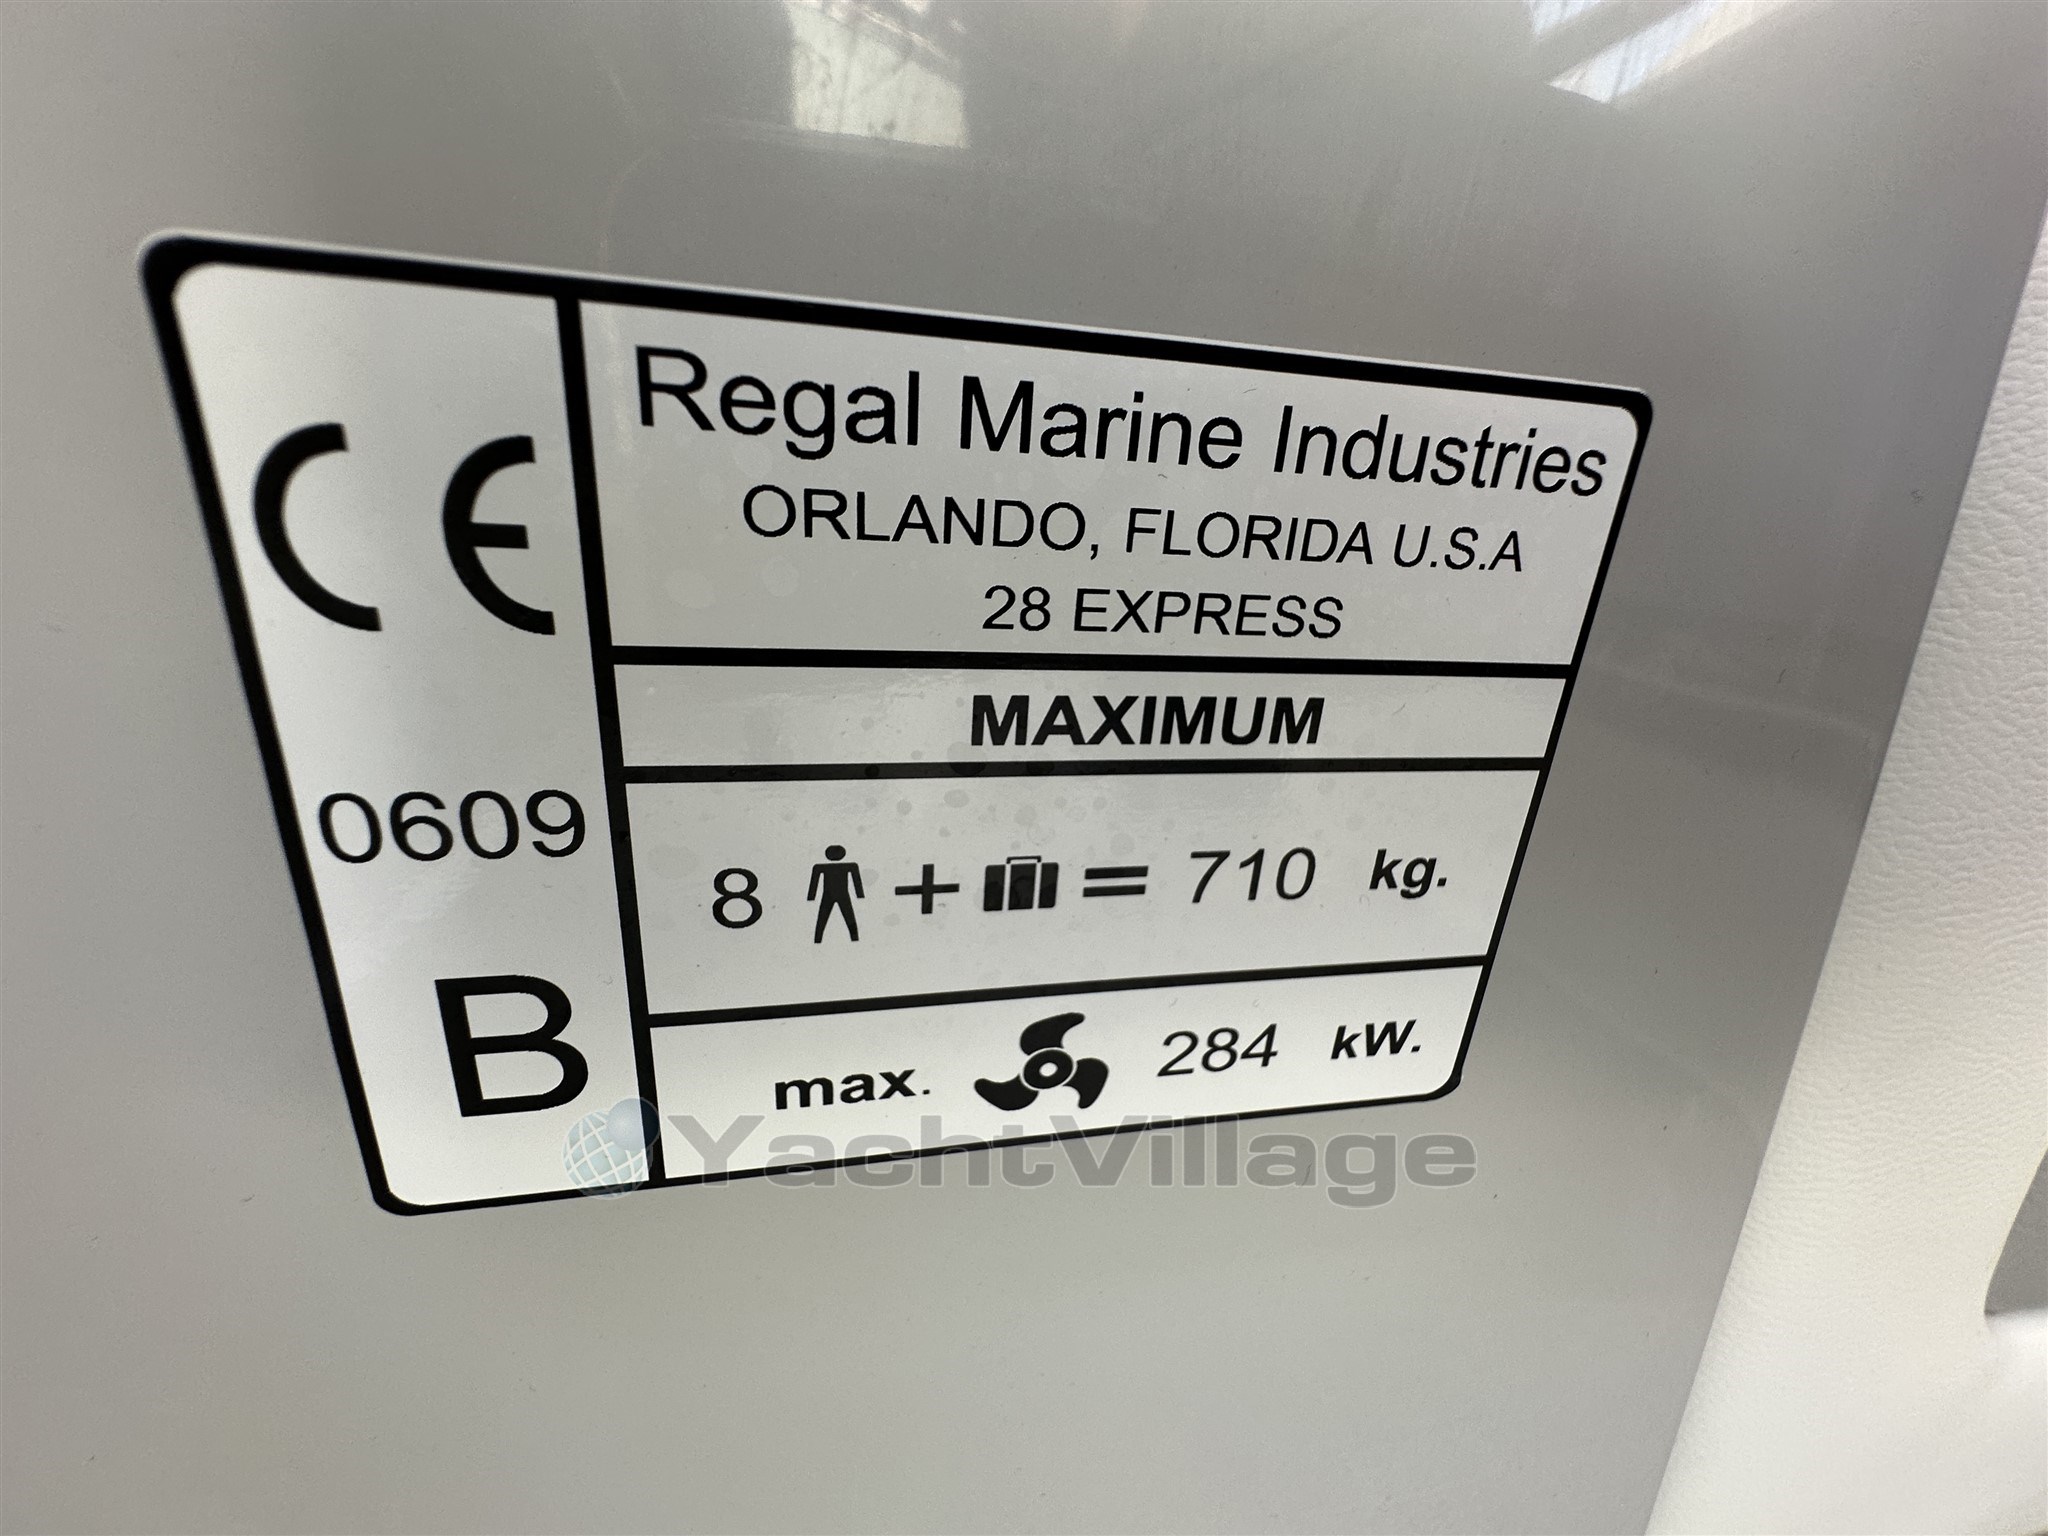 CE
0609
B
Regal Marine Industries
ORLANDO, FLORIDA U.S.A
28 EXPRESS
MAXIMUM
8 + = 710 kg.
max. 284 kW.
YachtVillage